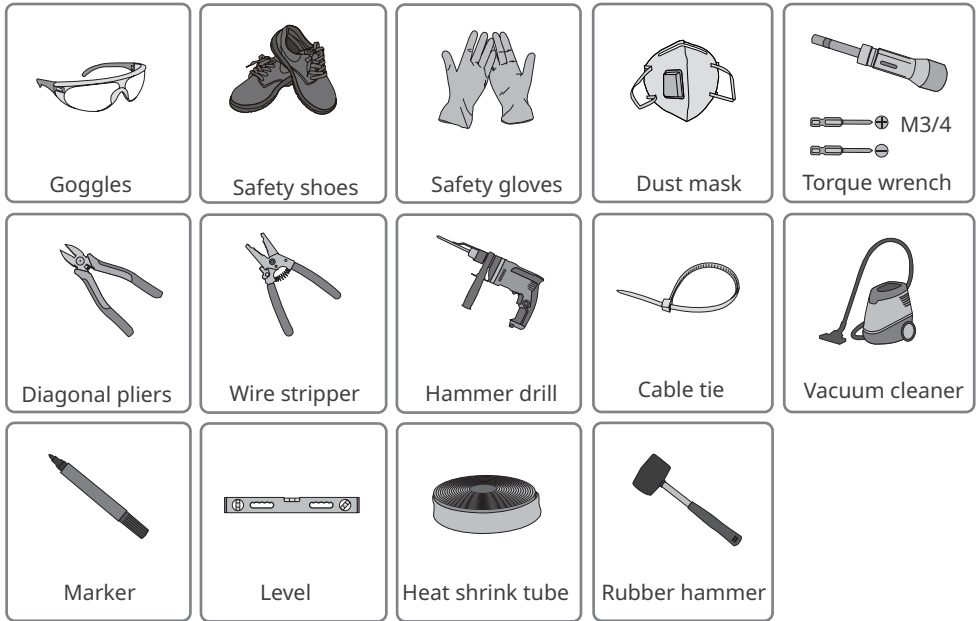 Goggles
Safety shoes
Safety gloves
Dust mask
M3/4
Torque wrench
Diagonal pliers
Wire stripper
Hammer drill
Cable tie
Vacuum cleaner
Marker
Level
Heat shrink tube
Rubber hammer